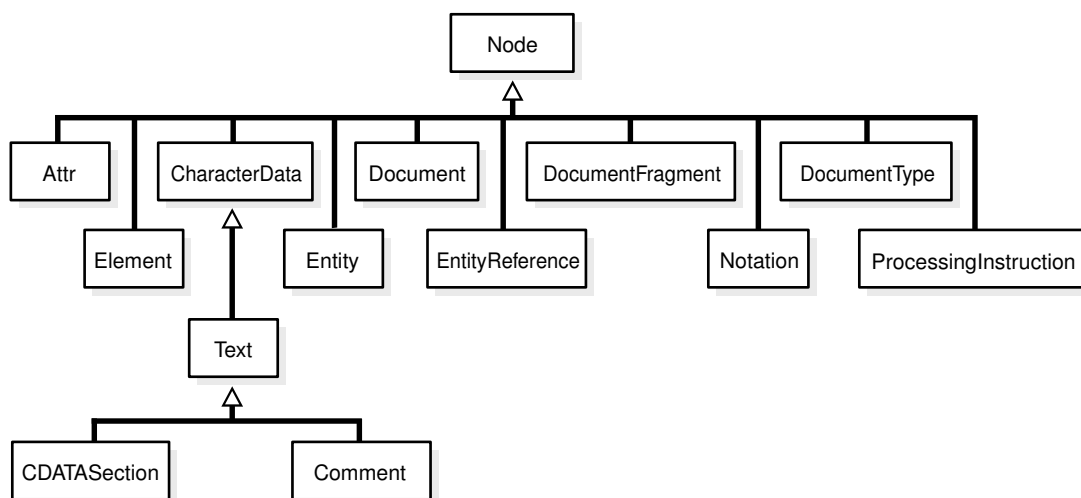 Node
Attr
CharacterData
Document
DocumentFragment
DocumentType
Element
Entity
EntityReference
Notation
ProcessingInstruction
Text
CDATASection
Comment